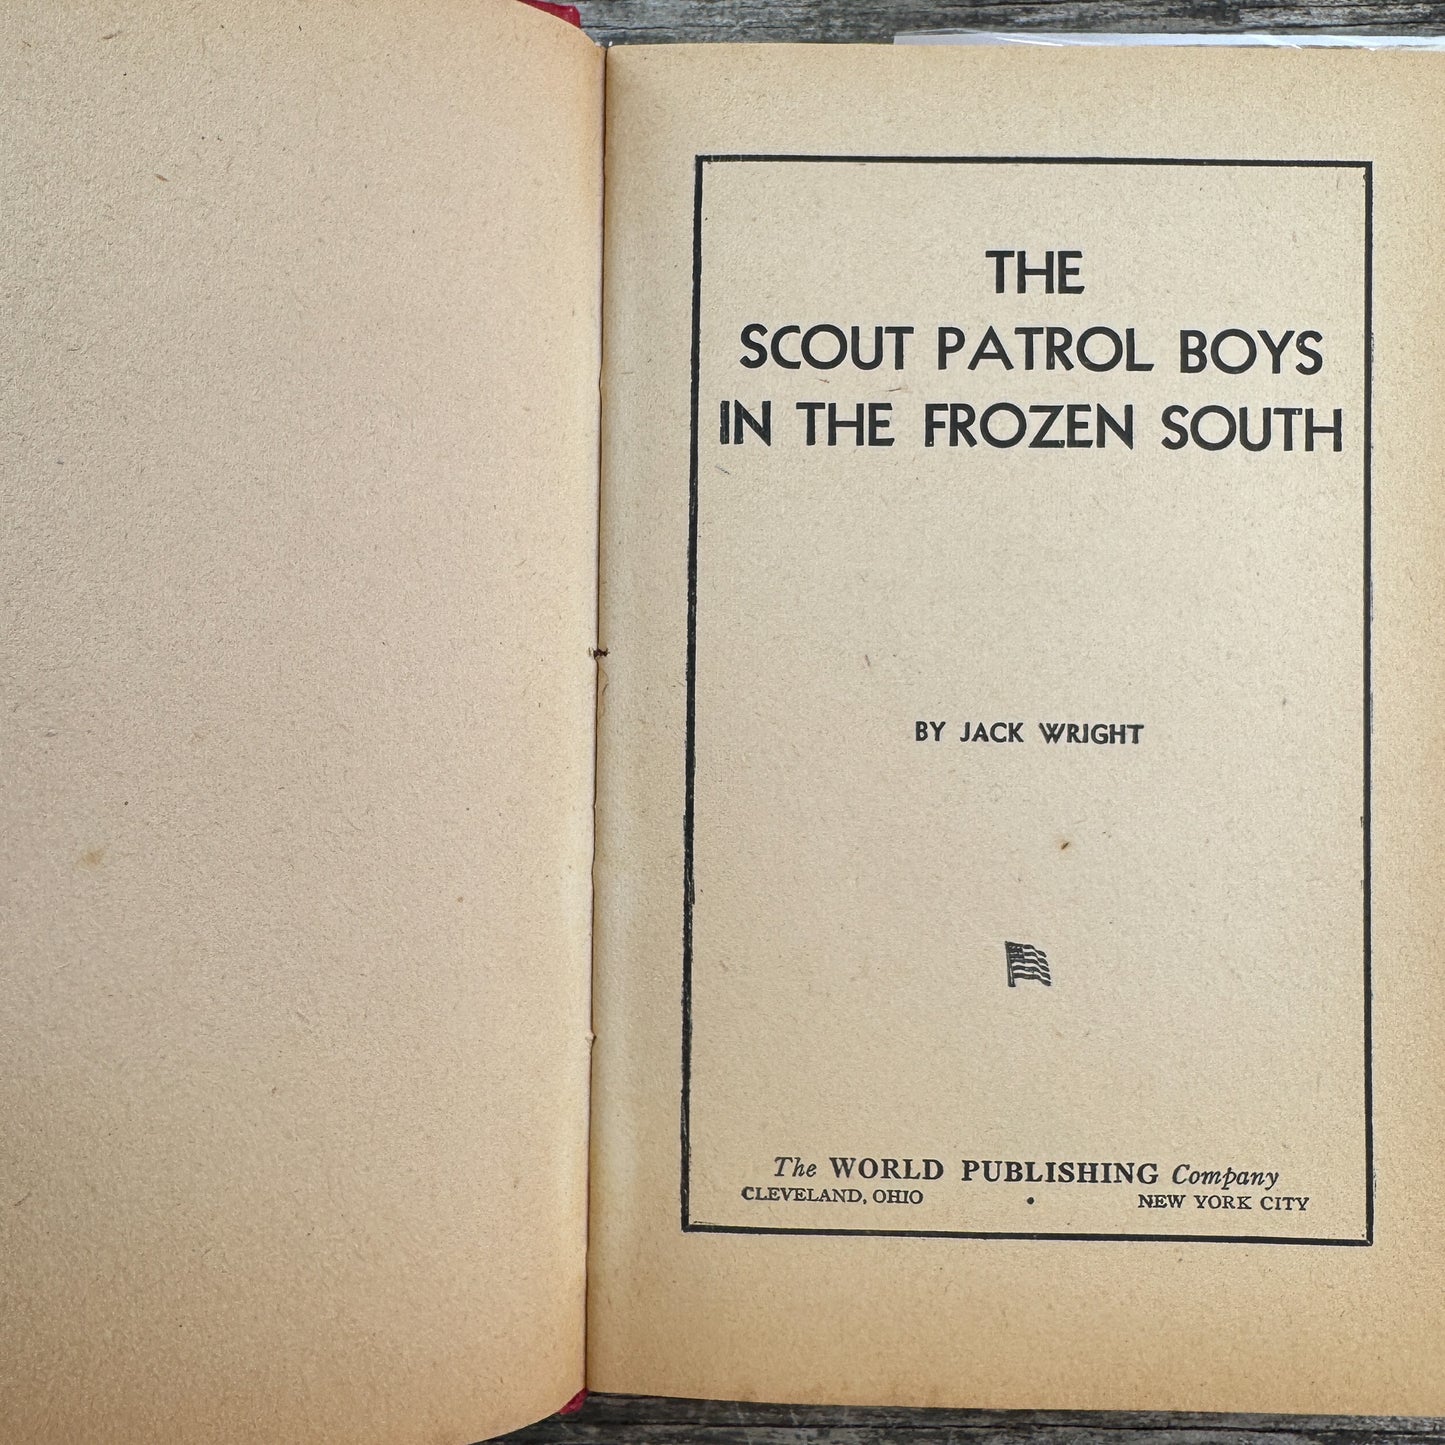 THE
SCOUT PATROL BOYS
IN THE FROZEN SOUTH
BY JACK WRIGHT
The WORLD PUBLISHING Company
CLEVELAND, OHIO • NEW YORK CITY